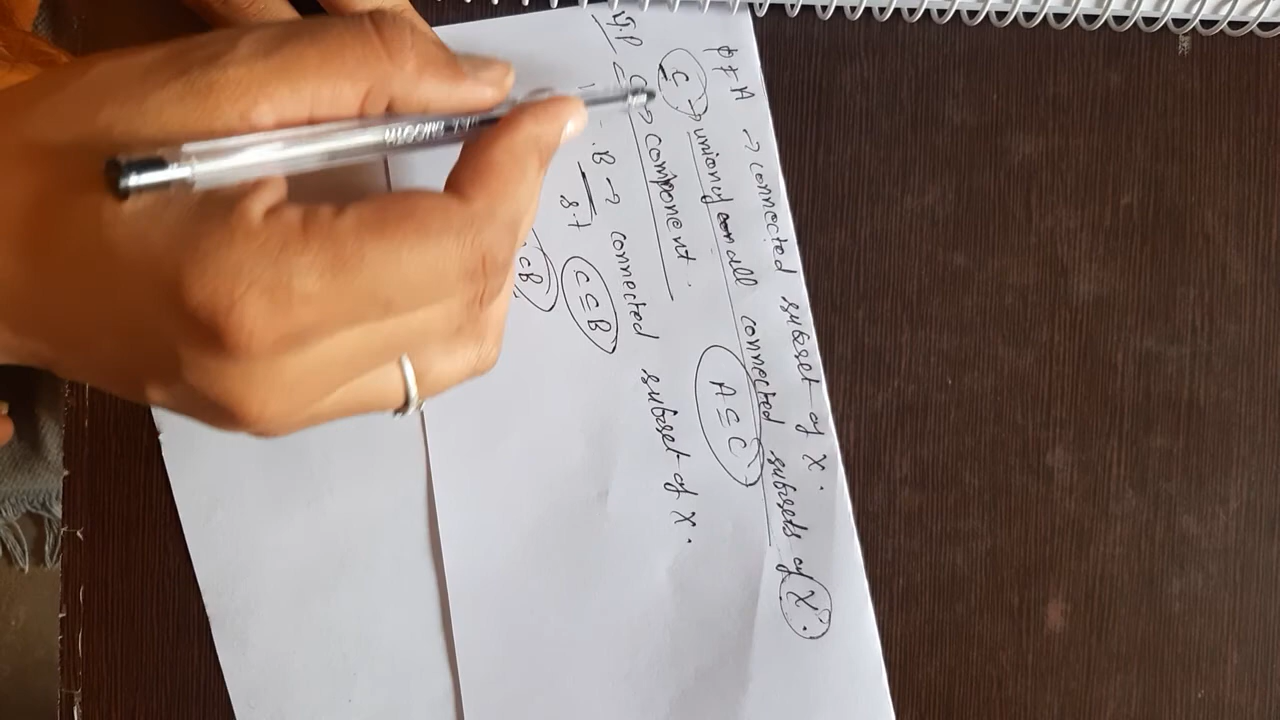 φ ≠ A → connected subset of X.
C → union of all connected subsets of X.
A ⊆ C
T.P C → component.
B → connected subset of X.
s.t C ⊆ B
⊂B